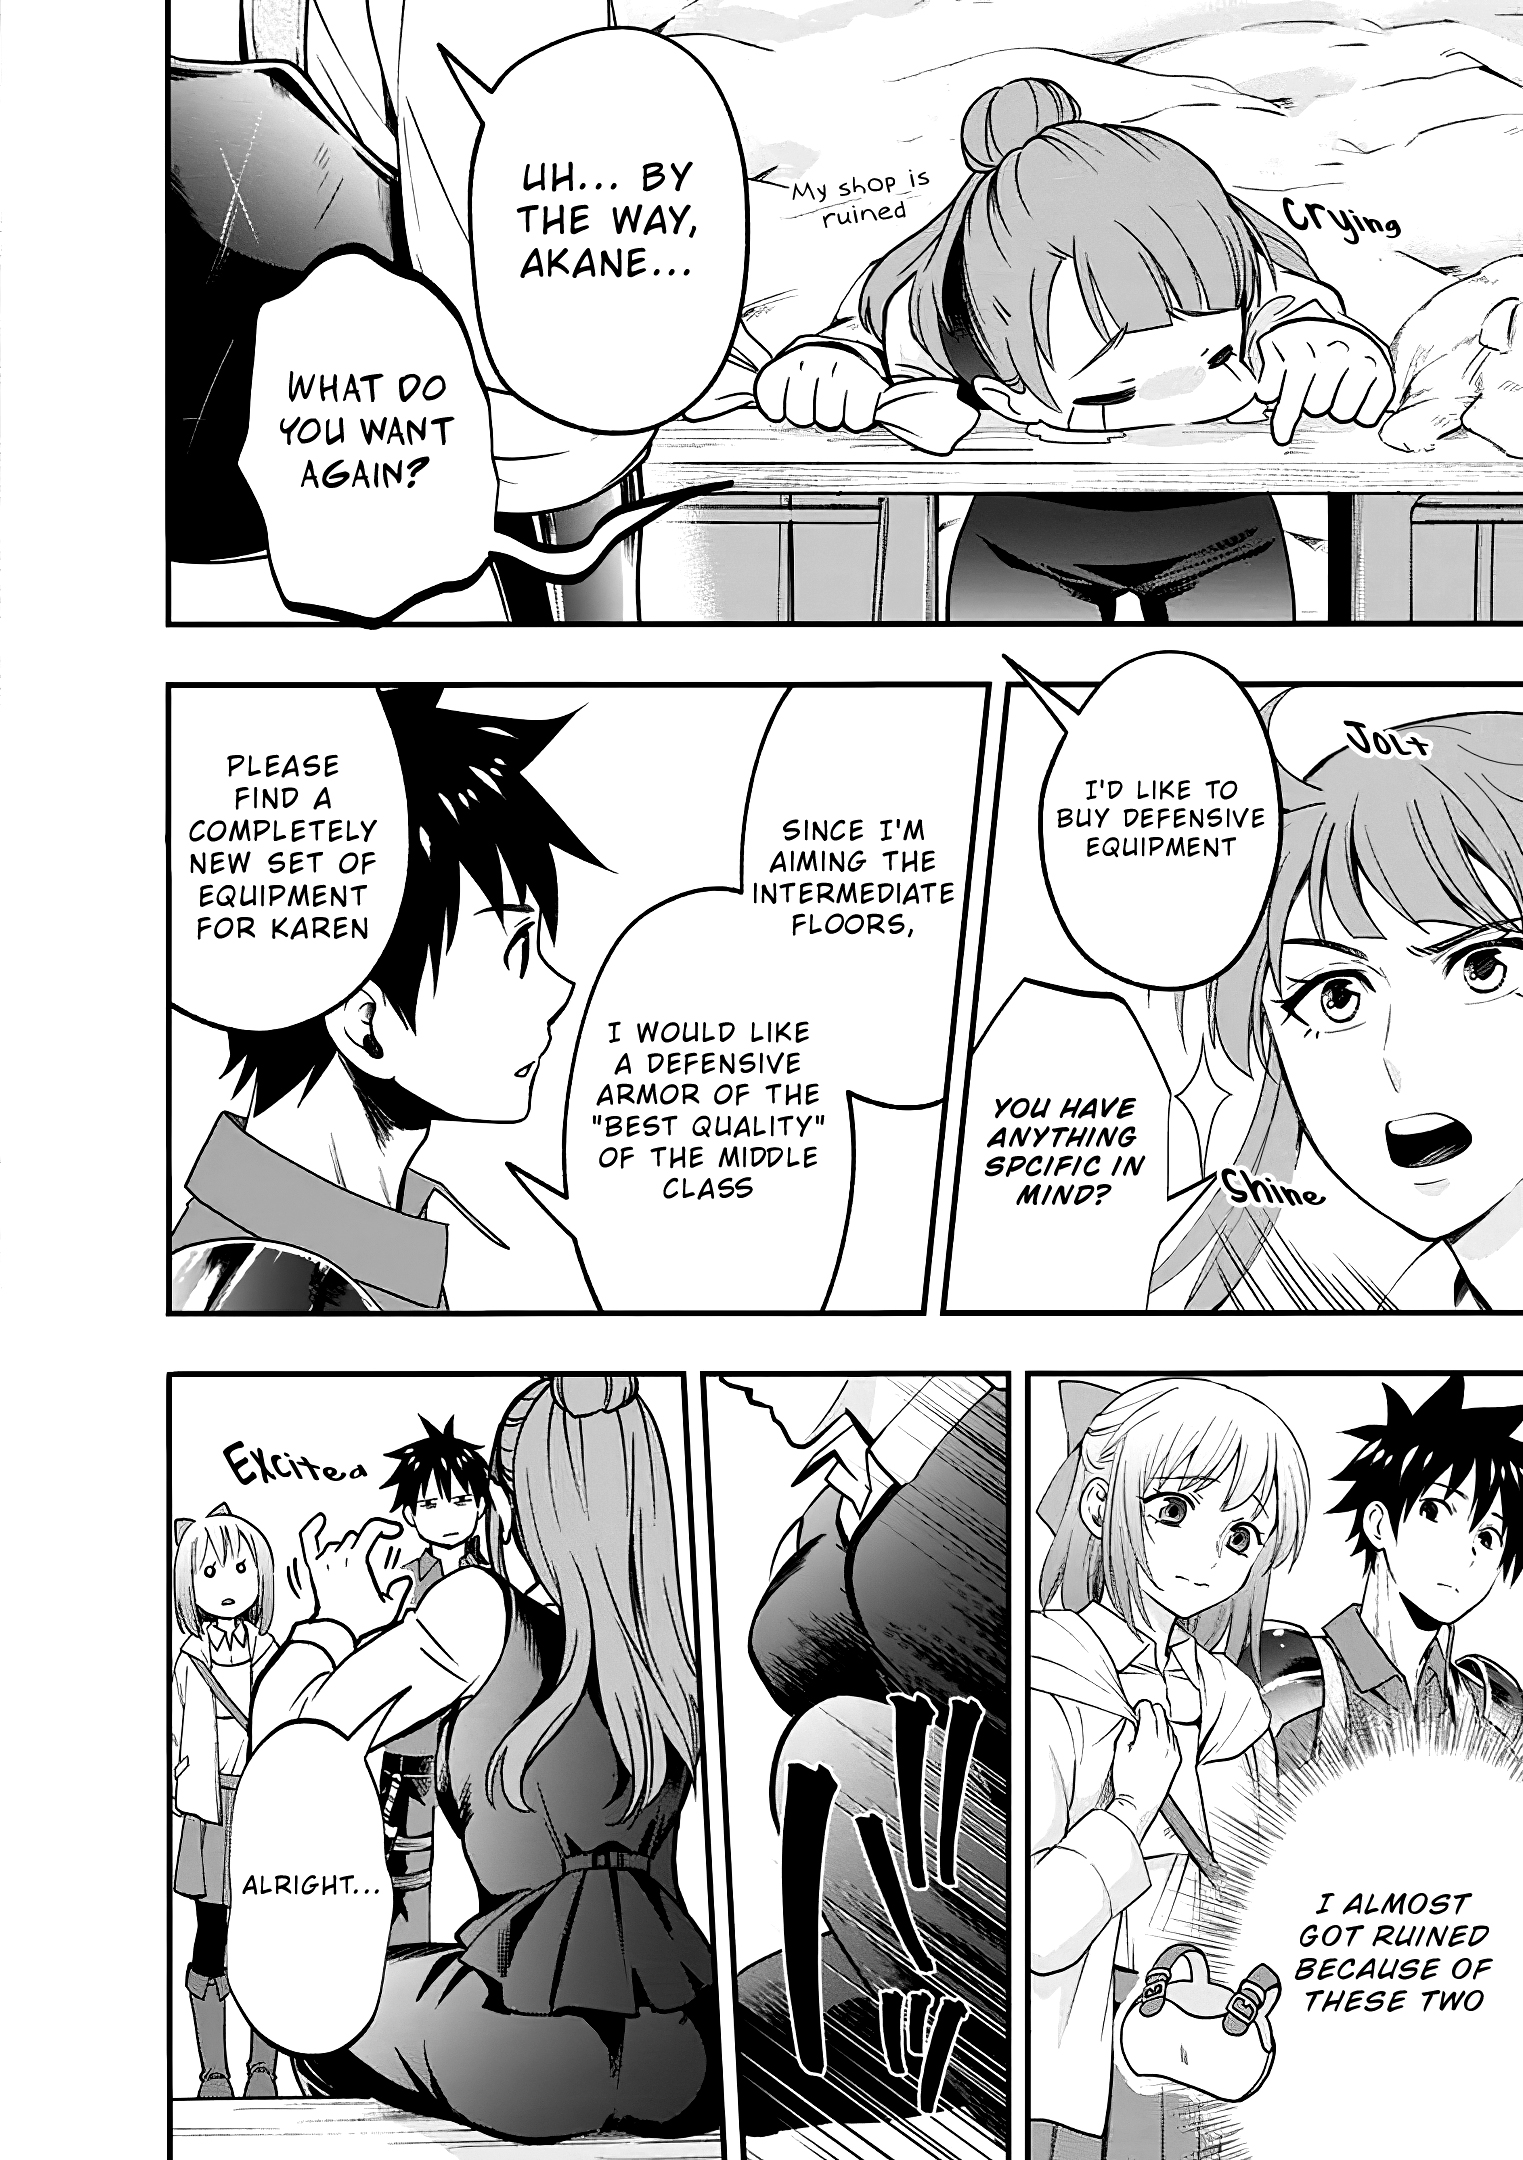 My shop is
ruined
Crying
UH... BY
THE WAY,
AKANE...
WHAT DO
YOU WANT
AGAIN?
I'D LIKE TO
BUY DEFENSIVE
EQUIPMENT
Jolt
YOU HAVE
ANYTHING
SPCIFIC IN
MIND?
Shine
SINCE I'M
AIMING THE
INTERMEDIATE
FLOORS,
I WOULD LIKE
A DEFENSIVE
ARMOR OF THE
"BEST QUALITY"
OF THE MIDDLE
CLASS
PLEASE
FIND A
COMPLETELY
NEW SET OF
EQUIPMENT
FOR KAREN
I ALMOST
GOT RUINED
BECAUSE OF
THESE TWO
Excited
ALRIGHT...